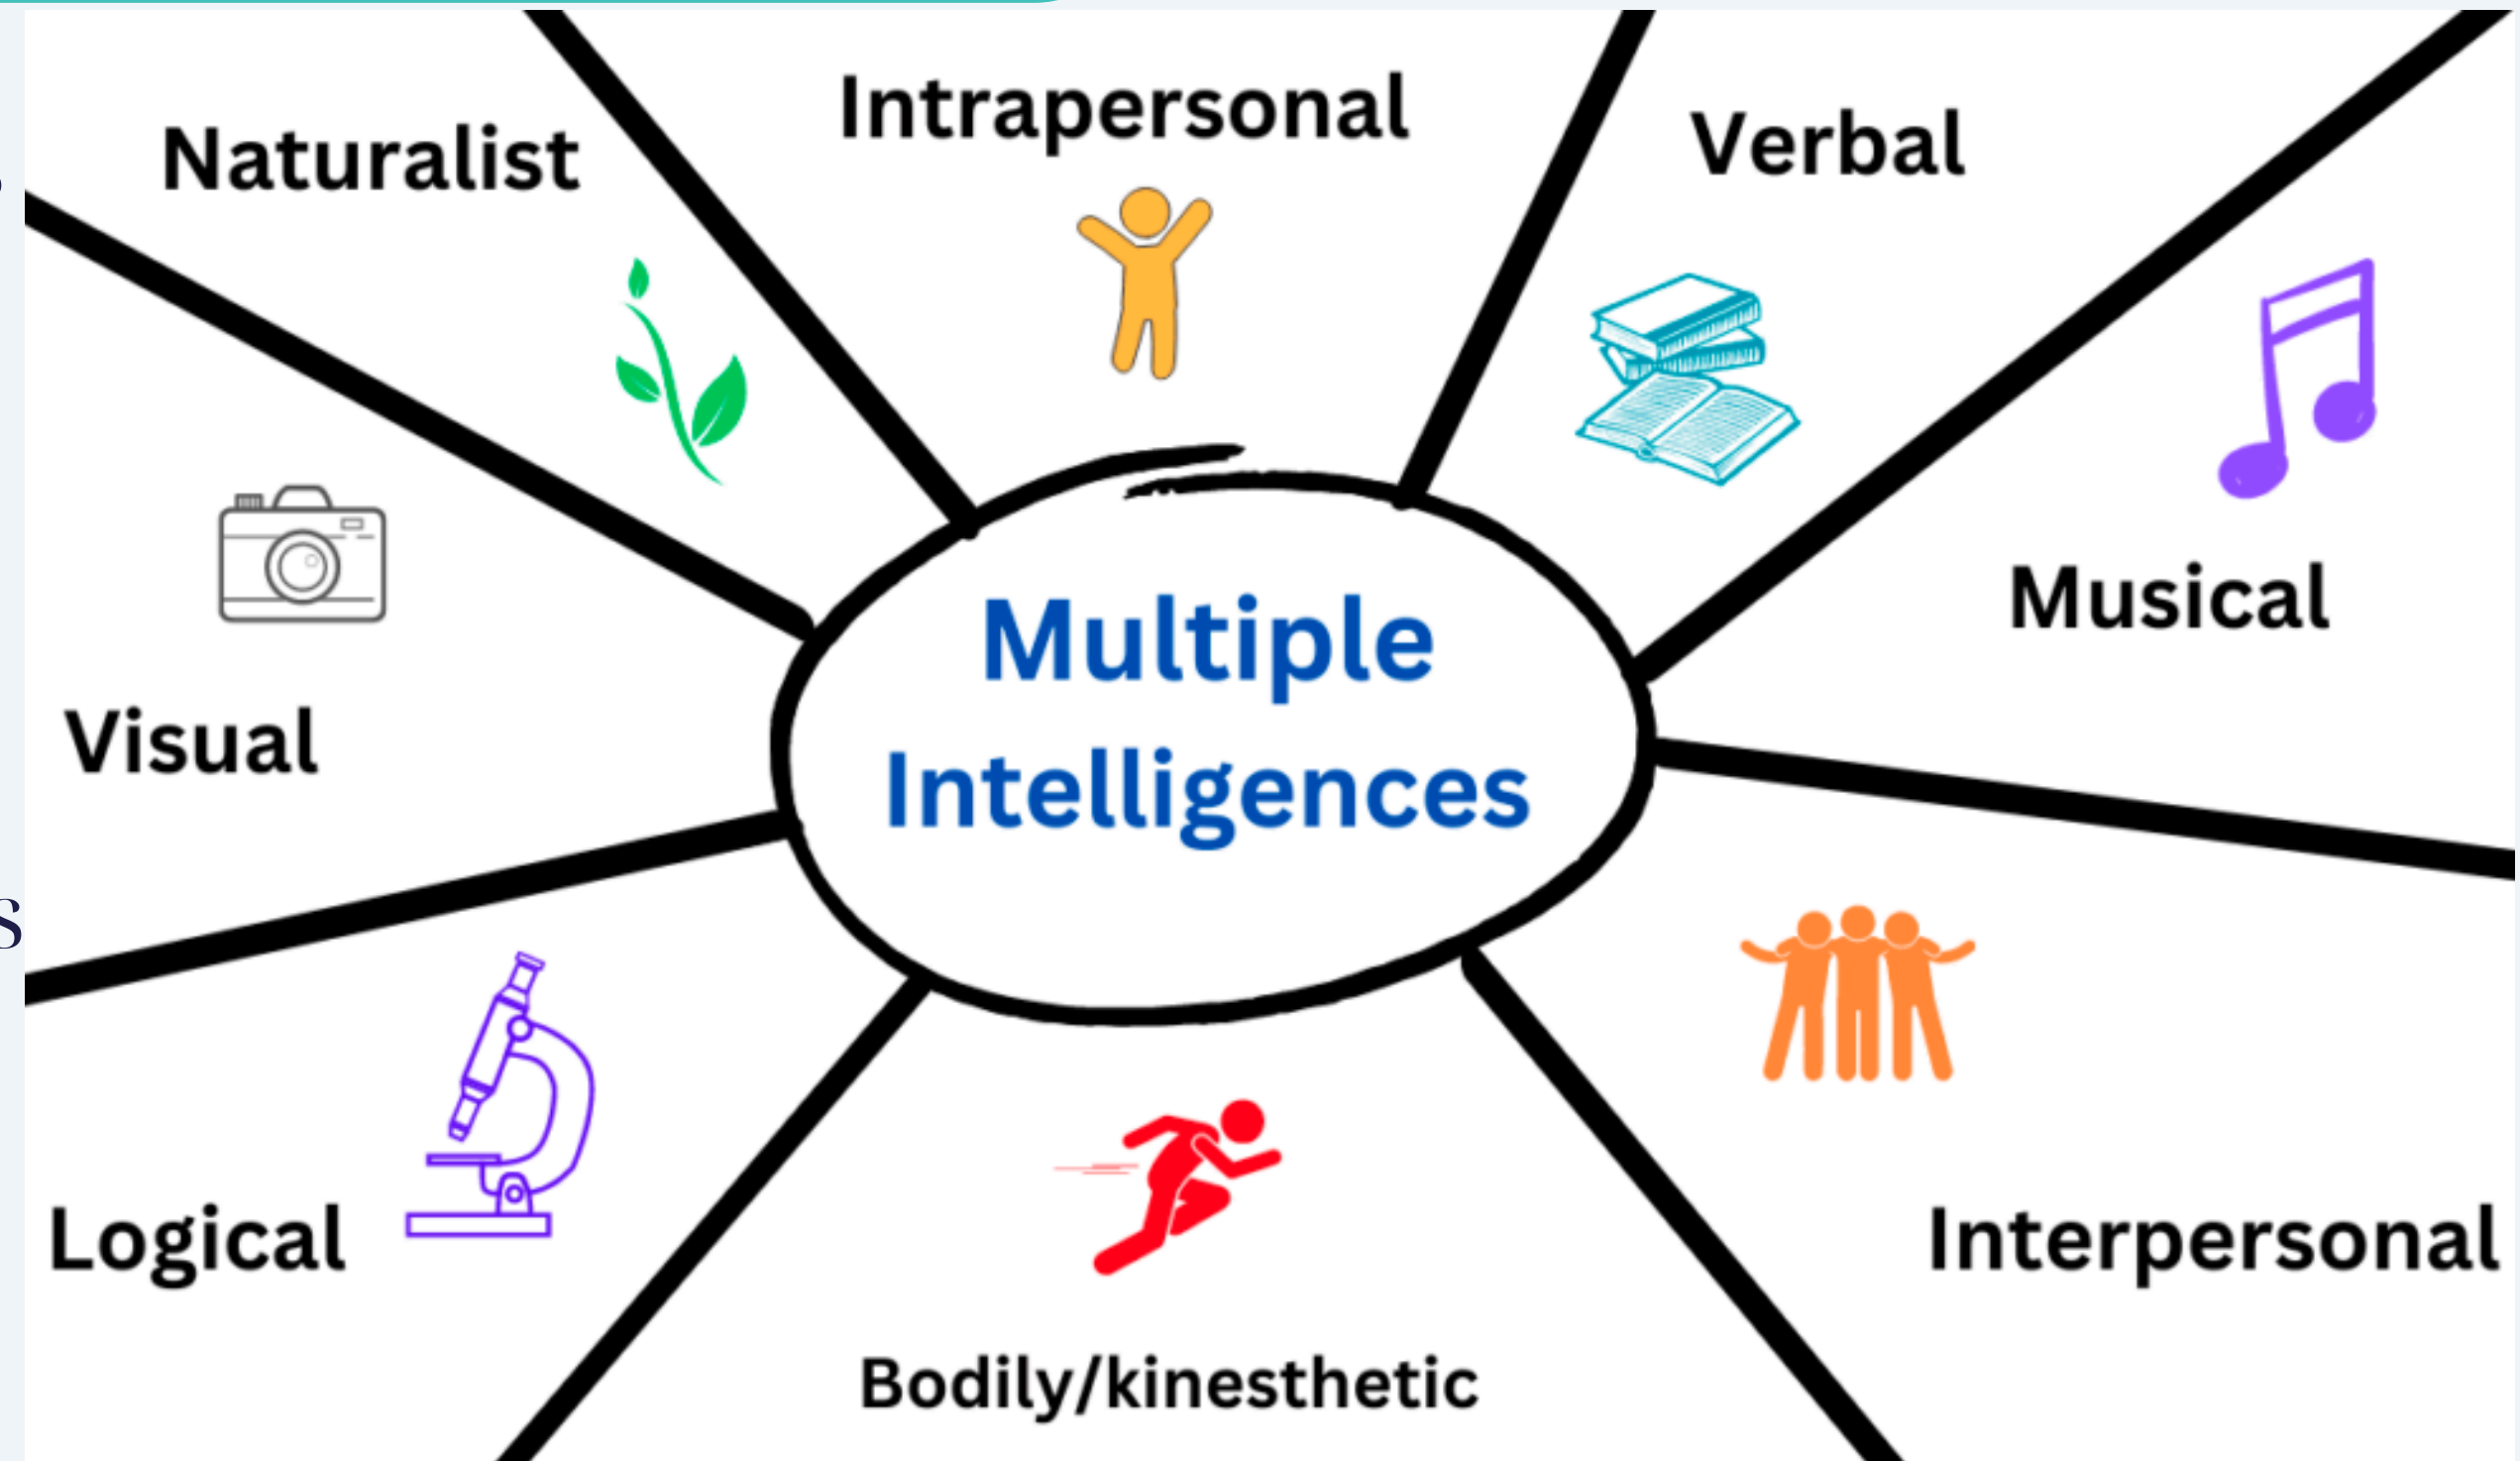 Intrapersonal
Verbal
Naturalist
Musical
Multiple
Intelligences
Visual
s
Logical
Interpersonal
Bodily/kinesthetic